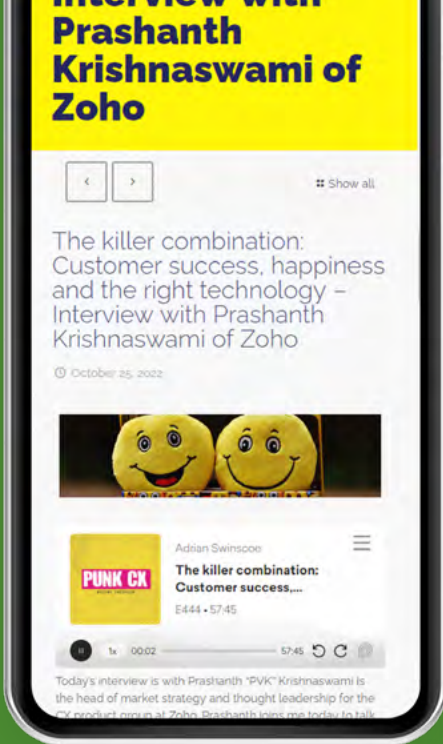 Interview with
Prashanth
Krishnaswami of
Zoho
Show all
The killer combination:
Customer success, happiness
and the right technology –
Interview with Prashanth
Krishnaswami of Zoho
October 25, 2022
Adrian Swinscoe
The killer combination:
Customer success,...
PUNK CX
E444 • 57:45
1x 00:02 57:45
Today's interview is with Prashanth "PVK" Krishnaswami is
the head of market strategy and thought leadership for the
CX product group at Zoho. Prashanth joins me today to talk